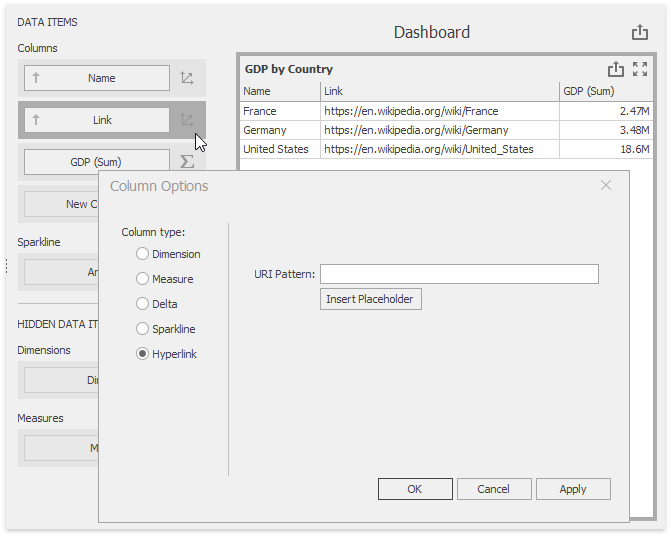 DATA ITEMS
Columns
Name
Link
GDP (Sum)
New C
Sparkline
Ar
HIDDEN DATA IT
Dimensions
Di
Measures
M
Dashboard
GDP by Country
Name Link GDP (Sum)
France https://en.wikipedia.org/wiki/France 2.47M
Germany https://en.wikipedia.org/wiki/Germany 3.48M
United States https://en.wikipedia.org/wiki/United_States 18.6M
Column Options
Column type:
Dimension
Measure
Delta
Sparkline
Hyperlink
URI Pattern:
Insert Placeholder
OK Cancel Apply